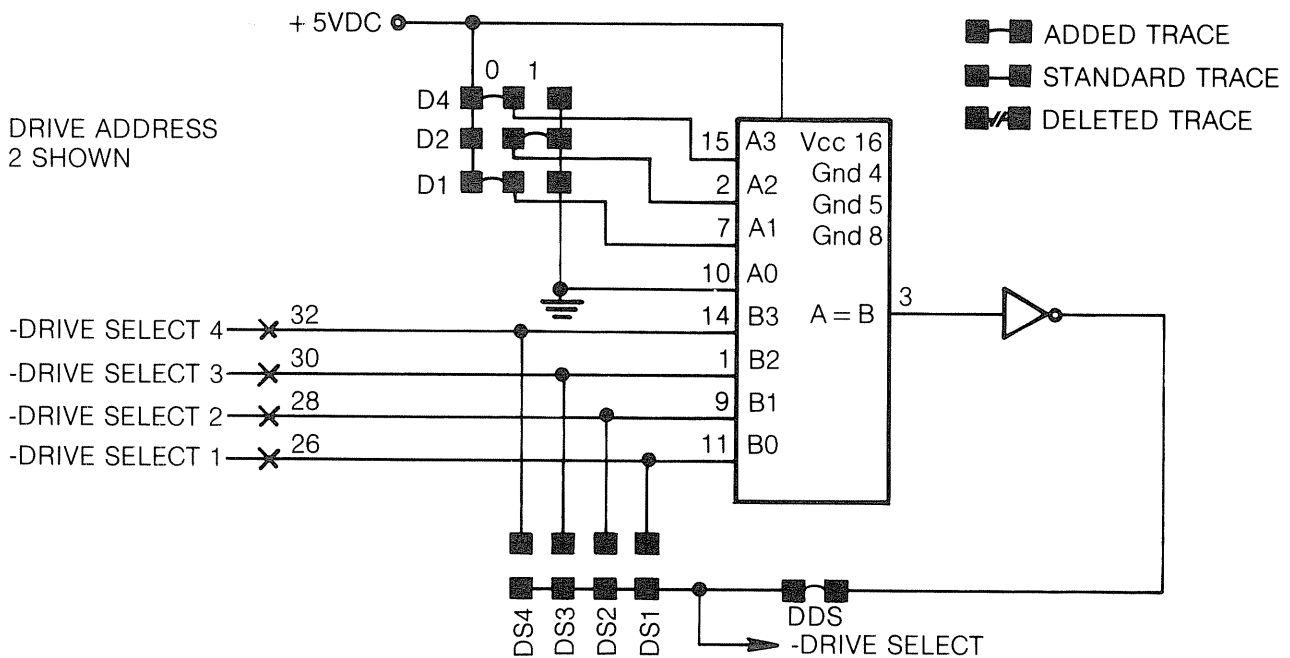 + 5VDC
ADDED TRACE
STANDARD TRACE
DELETED TRACE
DRIVE ADDRESS
2 SHOWN
0 1
D4
D2
D1
15 A3 Vcc 16
2 A2 Gnd 4
7 A1 Gnd 5
10 A0 Gnd 8
14 B3 A = B 3
1 B2
9 B1
11 B0
-DRIVE SELECT 4 32
-DRIVE SELECT 3 30
-DRIVE SELECT 2 28
-DRIVE SELECT 1 26
DS4 DS3 DS2 DS1
DDS
-DRIVE SELECT